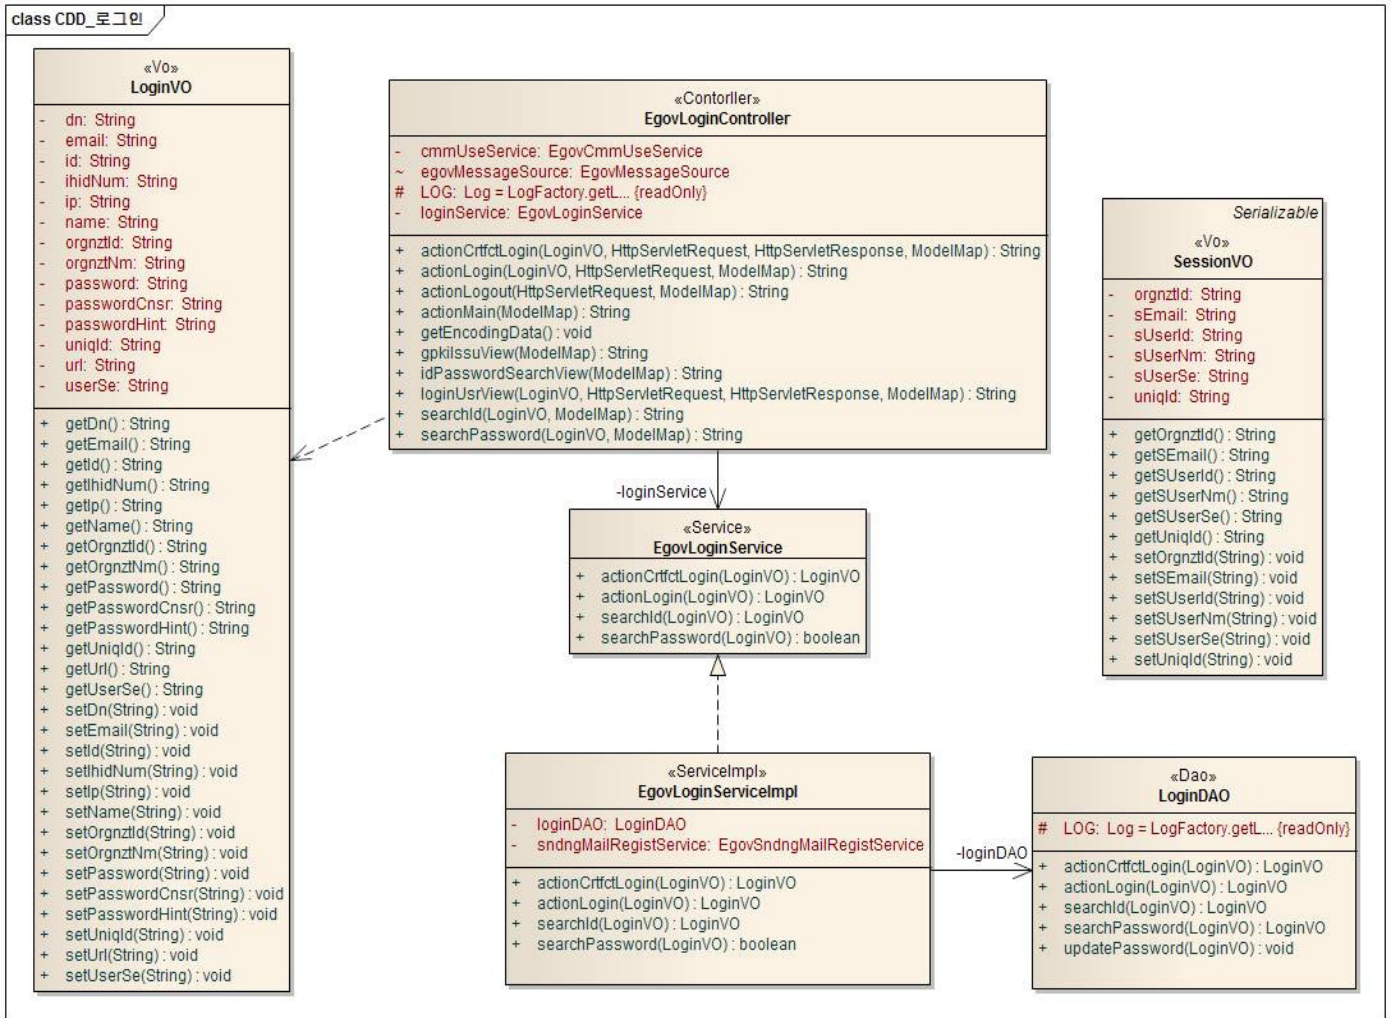 class CDD_로그인
«Vo»
LoginVO
- dn: String
- email: String
- id: String
- ihidNum: String
- ip: String
- name: String
- orgnztId: String
- orgnztNm: String
- password: String
- passwordCnsr: String
- passwordHint: String
- uniqId: String
- url: String
- userSe: String
+ getDn() : String
+ getEmail() : String
+ getId() : String
+ getIhidNum() : String
+ getIp() : String
+ getName() : String
+ getOrgnztId() : String
+ getOrgnztNm() : String
+ getPassword() : String
+ getPasswordCnsr() : String
+ getPasswordHint() : String
+ getUniqId() : String
+ getUrl() : String
+ getUserSe() : String
+ setDn(String) : void
+ setEmail(String) : void
+ setId(String) : void
+ setIhidNum(String) : void
+ setIp(String) : void
+ setName(String) : void
+ setOrgnztId(String) : void
+ setOrgnztNm(String) : void
+ setPassword(String) : void
+ setPasswordCnsr(String) : void
+ setPasswordHint(String) : void
+ setUniqId(String) : void
+ setUrl(String) : void
+ setUserSe(String) : void
«Contorller»
EgovLoginController
- cmmUseService: EgovCmmUseService
~ egovMessageSource: EgovMessageSource
# LOG: Log = LogFactory.getL... {readOnly}
- loginService: EgovLoginService
+ actionCrtfctLogin(LoginVO, HttpServletRequest, HttpServletResponse, ModelMap) : String
+ actionLogin(LoginVO, HttpServletRequest, ModelMap) : String
+ actionLogout(HttpServletRequest, ModelMap) : String
+ actionMain(ModelMap) : String
+ getEncodingData() : void
+ gpkiIssuView(ModelMap) : String
+ idPasswordSearchView(ModelMap) : String
+ loginUsrView(LoginVO, HttpServletRequest, HttpServletResponse, ModelMap) : String
+ searchId(LoginVO, ModelMap) : String
+ searchPassword(LoginVO, ModelMap) : String
-loginService
«Service»
EgovLoginService
+ actionCrtfctLogin(LoginVO) : LoginVO
+ actionLogin(LoginVO) : LoginVO
+ searchId(LoginVO) : LoginVO
+ searchPassword(LoginVO) : boolean
Serializable
«Vo»
SessionVO
- orgnztId: String
- sEmail: String
- sUserId: String
- sUserNm: String
- sUserSe: String
- uniqId: String
+ getOrgnztId() : String
+ getSEmail() : String
+ getSUserId() : String
+ getSUserNm() : String
+ getSUserSe() : String
+ getUniqId() : String
+ setOrgnztId(String) : void
+ setSEmail(String) : void
+ setSUserId(String) : void
+ setSUserNm(String) : void
+ setSUserSe(String) : void
+ setUniqId(String) : void
«ServiceImpl»
EgovLoginServiceImpl
- loginDAO: LoginDAO
- sndngMailRegistService: EgovSndngMailRegistService
+ actionCrtfctLogin(LoginVO) : LoginVO
+ actionLogin(LoginVO) : LoginVO
+ searchId(LoginVO) : LoginVO
+ searchPassword(LoginVO) : boolean
-loginDAO
«Dao»
LoginDAO
# LOG: Log = LogFactory.getL... {readOnly}
+ actionCrtfctLogin(LoginVO) : LoginVO
+ actionLogin(LoginVO) : LoginVO
+ searchId(LoginVO) : LoginVO
+ searchPassword(LoginVO) : LoginVO
+ updatePassword(LoginVO) : void